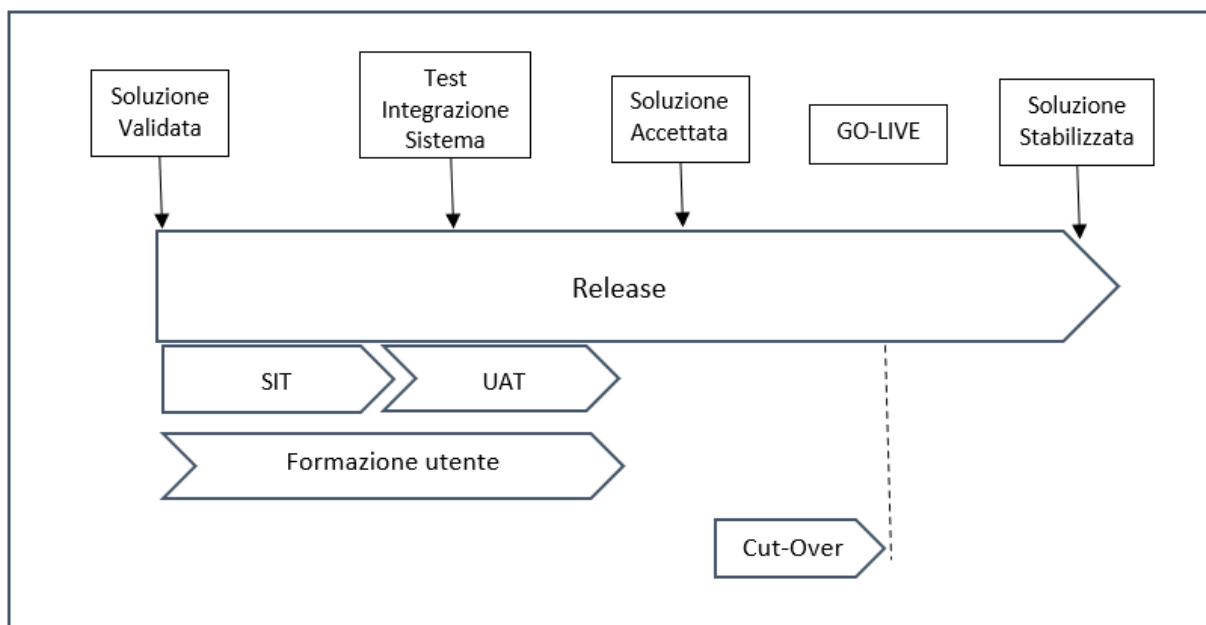 Soluzione
Validata
Test
Integrazione
Sistema
Soluzione
Accettata
GO-LIVE
Soluzione
Stabilizzata
Release
SIT
UAT
Formazione utente
Cut-Over